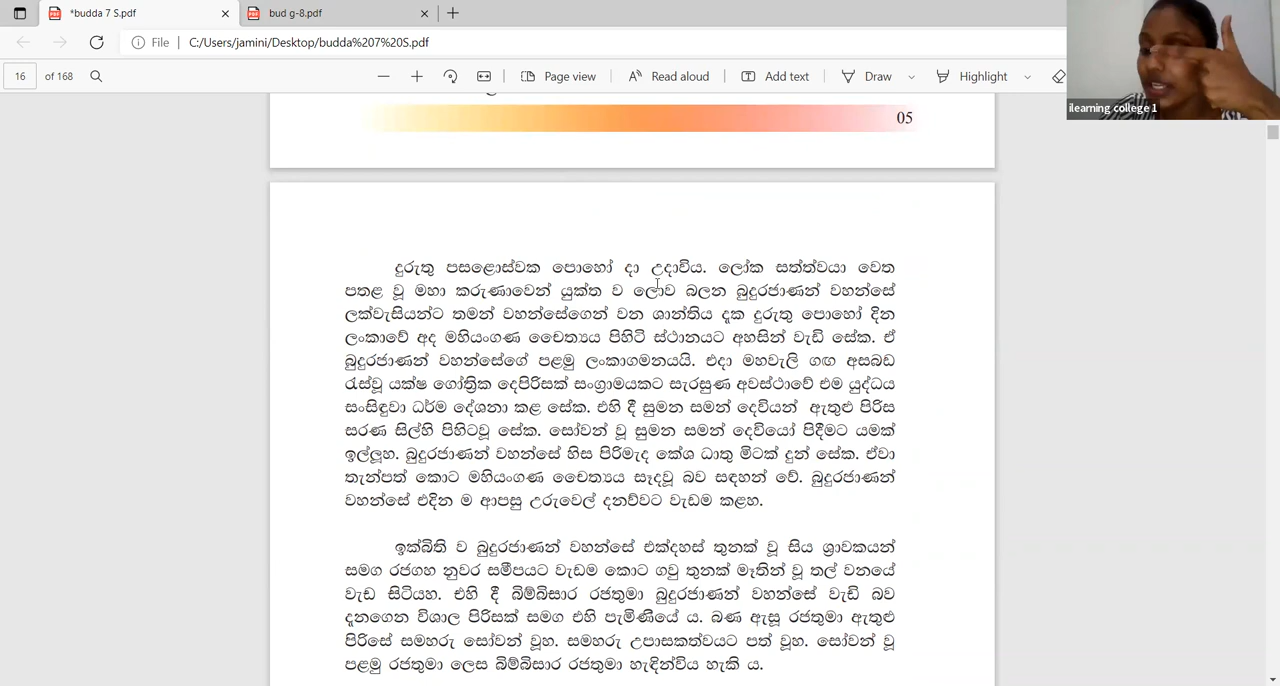 *budda 7 S.pdf
bud g-8.pdf
File
C:/Users/jamini/Desktop/budda%207%20S.pdf
16 of 168
Page view
Read aloud
Add text
Draw
Highlight
ilearning college 1
05
දුරුතු පසළොස්වක පොහෝ දා උදාවිය. ලෝක සත්ත්වයා වෙත
පතළ වූ මහා කරුණාවෙන් යුක්ත ව ලොව බලන බුදුරජාණන් වහන්සේ
ලක්වැසියන්ට තමන් වහන්සේගෙන් වන ශාන්තිය දැක දුරුතු පොහෝ දින
ලංකාවේ අද මහියංගණ චෛත්‍යය පිහිටි ස්ථානයට අහසින් වැඩි සේක. ඒ
බුදුරජාණන් වහන්සේගේ පළමු ලංකාගමනයයි. එදා මහවැලි ගඟ අසබඩ
රැස්වූ යක්ෂ ගෝත්‍රික දෙපිරිසක් සංග්‍රාමයකට සැරසුණ අවස්ථාවේ එම යුද්ධය
සංසිඳුවා ධර්ම දේශනා කළ සේක. එහි දී සුමන සමන් දෙවියන් ඇතුළු පිරිස
සරණ සිල්හි පිහිටවූ සේක. සෝවන් වූ සුමන සමන් දෙවියෝ පිදීමට යමක්
ඉල්ලූහ. බුදුරජාණන් වහන්සේ හිස පිරිමැද කේශ ධාතු මිටක් දුන් සේක. ඒවා
තැන්පත් කොට මහියංගණ චෛත්‍යය සෑදවූ බව සඳහන් වේ. බුදුරජාණන්
වහන්සේ එදින ම ආපසු උරුවෙල් දනව්වට වැඩම කළහ.
ඉක්බිති ව බුදුරජාණන් වහන්සේ එක්දහස් තුනක් වූ සිය ශ්‍රාවකයන්
සමග රජගහ නුවර සමීපයට වැඩම කොට ගවු තුනක් මෑතින් වූ තල් වනයේ
වැඩ සිටියහ. එහි දී බිම්බිසාර රජතුමා බුදුරජාණන් වහන්සේ වැඩි බව
දැනගෙන විශාල පිරිසක් සමග එහි පැමිණියේ ය. බණ ඇසූ රජතුමා ඇතුළු
පිරිසේ සමහරු සෝවන් වූහ. සමහරු උපාසකත්වයට පත් වූහ. සෝවන් වූ
පළමු රජතුමා ලෙස බිම්බිසාර රජතුමා හැඳින්විය හැකි ය.